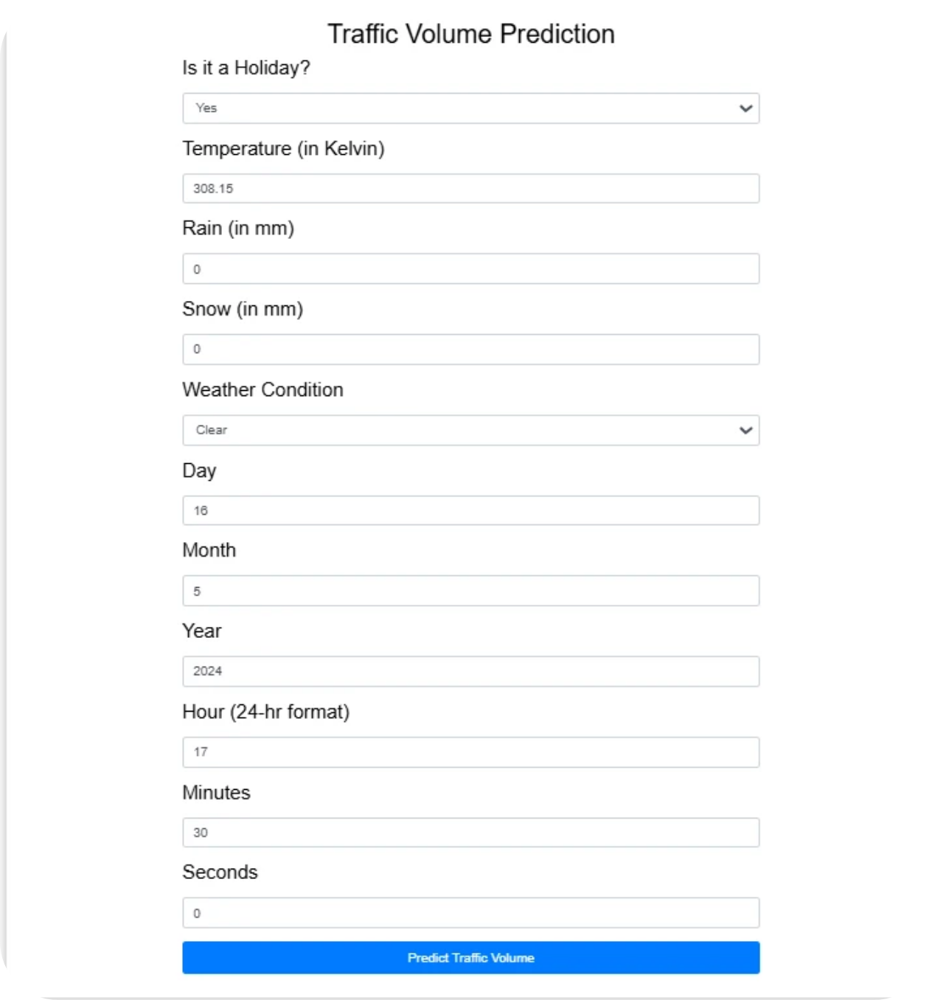 Traffic Volume Prediction
Is it a Holiday?
Yes
Temperature (in Kelvin)
308.15
Rain (in mm)
0
Snow (in mm)
0
Weather Condition
Clear
Day
16
Month
5
Year
2024
Hour (24-hr format)
17
Minutes
30
Seconds
0
Predict Traffic Volume